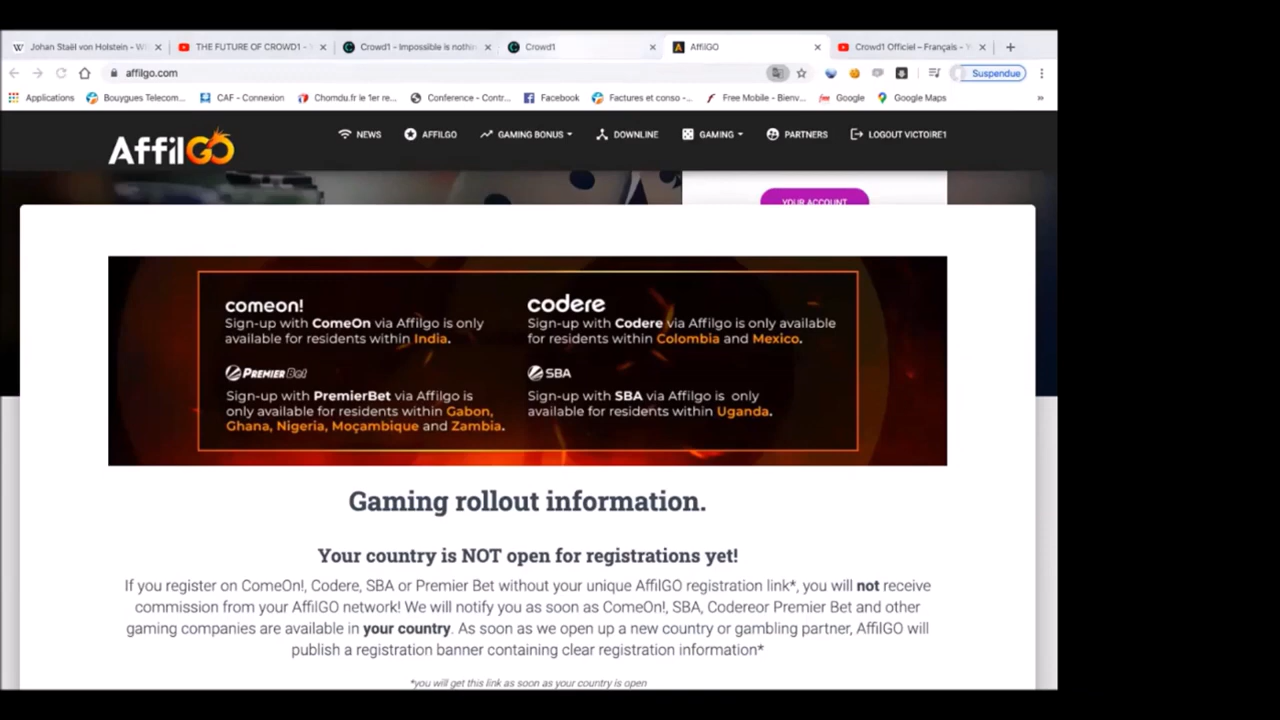 Johan Staël von Holstein - W
THE FUTURE OF CROWD1 -
Crowd1 - Impossible is nothin
Crowd1
AffilGO
Crowd1 Officiel – Français -
affilgo.com
Suspendue
Applications
Bouygues Telecom...
CAF - Connexion
Chomdu.fr le 1er re...
Conference - Contr...
Facebook
Factures et conso -...
Free Mobile - Bienv...
Google
Google Maps
AffilGO
NEWS
AFFILGO
GAMING BONUS
DOWNLINE
GAMING
PARTNERS
LOGOUT VICTOIRE1
YOUR ACCOUNT
comeon!
Sign-up with ComeOn via Affilgo is only
available for residents within India.
PREMIER Bet
Sign-up with PremierBet via Affilgo is
only available for residents within Gabon,
Ghana, Nigeria, Moçambique and Zambia.
codere
Sign-up with Codere via Affilgo is only available
for residents within Colombia and Mexico.
SBA
Sign-up with SBA via Affilgo is only
available for residents within Uganda.
Gaming rollout information.
Your country is NOT open for registrations yet!
If you register on ComeOn!, Codere, SBA or Premier Bet without your unique AffilGO registration link*, you will not receive
commission from your AffilGO network! We will notify you as soon as ComeOn!, SBA, Codereor Premier Bet and other
gaming companies are available in your country. As soon as we open up a new country or gambling partner, AffilGO will
publish a registration banner containing clear registration information*
*you will get this link as soon as your country is open